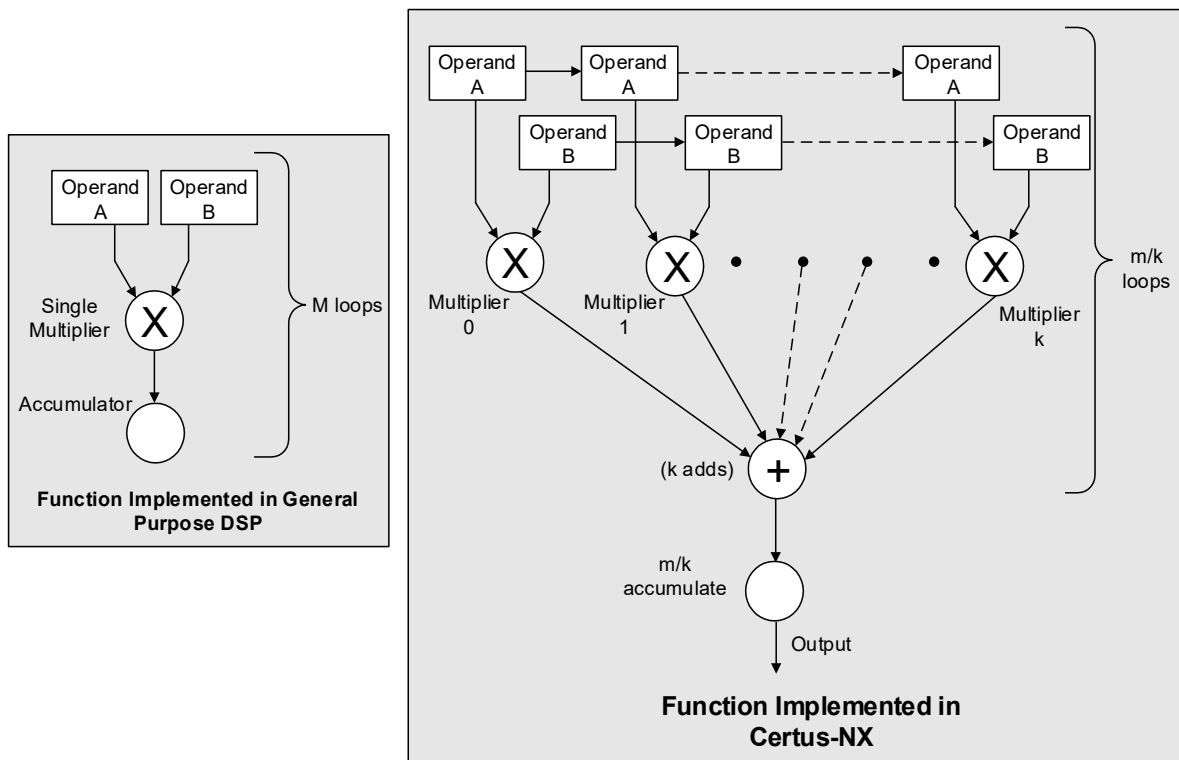 Operand
A
Operand
B
Single
Multiplier
X
M loops
Accumulator
Function Implemented in General
Purpose DSP
Operand
A
Operand
A
Operand
A
Operand
B
Operand
B
Operand
B
X
X
X
Multiplier
0
Multiplier
1
Multiplier
k
m/k
loops
(k adds)
+
m/k
accumulate
Output
Function Implemented in
Certus-NX